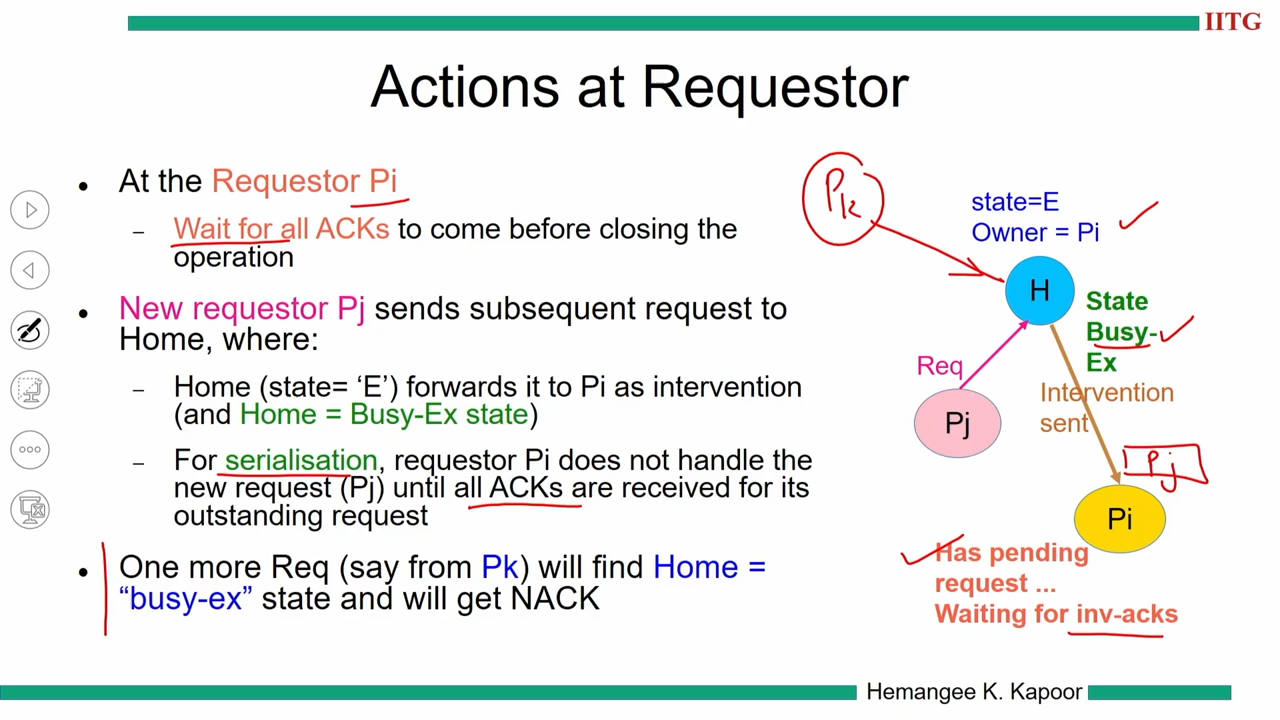 IITG
Actions at Requestor
• At the Requestor Pi
– Wait for all ACKs to come before closing the
operation
• New requestor Pj sends subsequent request to
Home, where:
– Home (state= ‘E’) forwards it to Pi as intervention
(and Home = Busy-Ex state)
– For serialisation, requestor Pi does not handle the
new request (Pj) until all ACKs are received for its
outstanding request
• One more Req (say from Pk) will find Home =
“busy-ex” state and will get NACK
Pk
state=E
Owner = Pi
H
State
Busy-
Ex
Req
Pj
Intervention
sent
Pj
Pi
Has pending
request ...
Waiting for inv-acks
Hemangee K. Kapoor